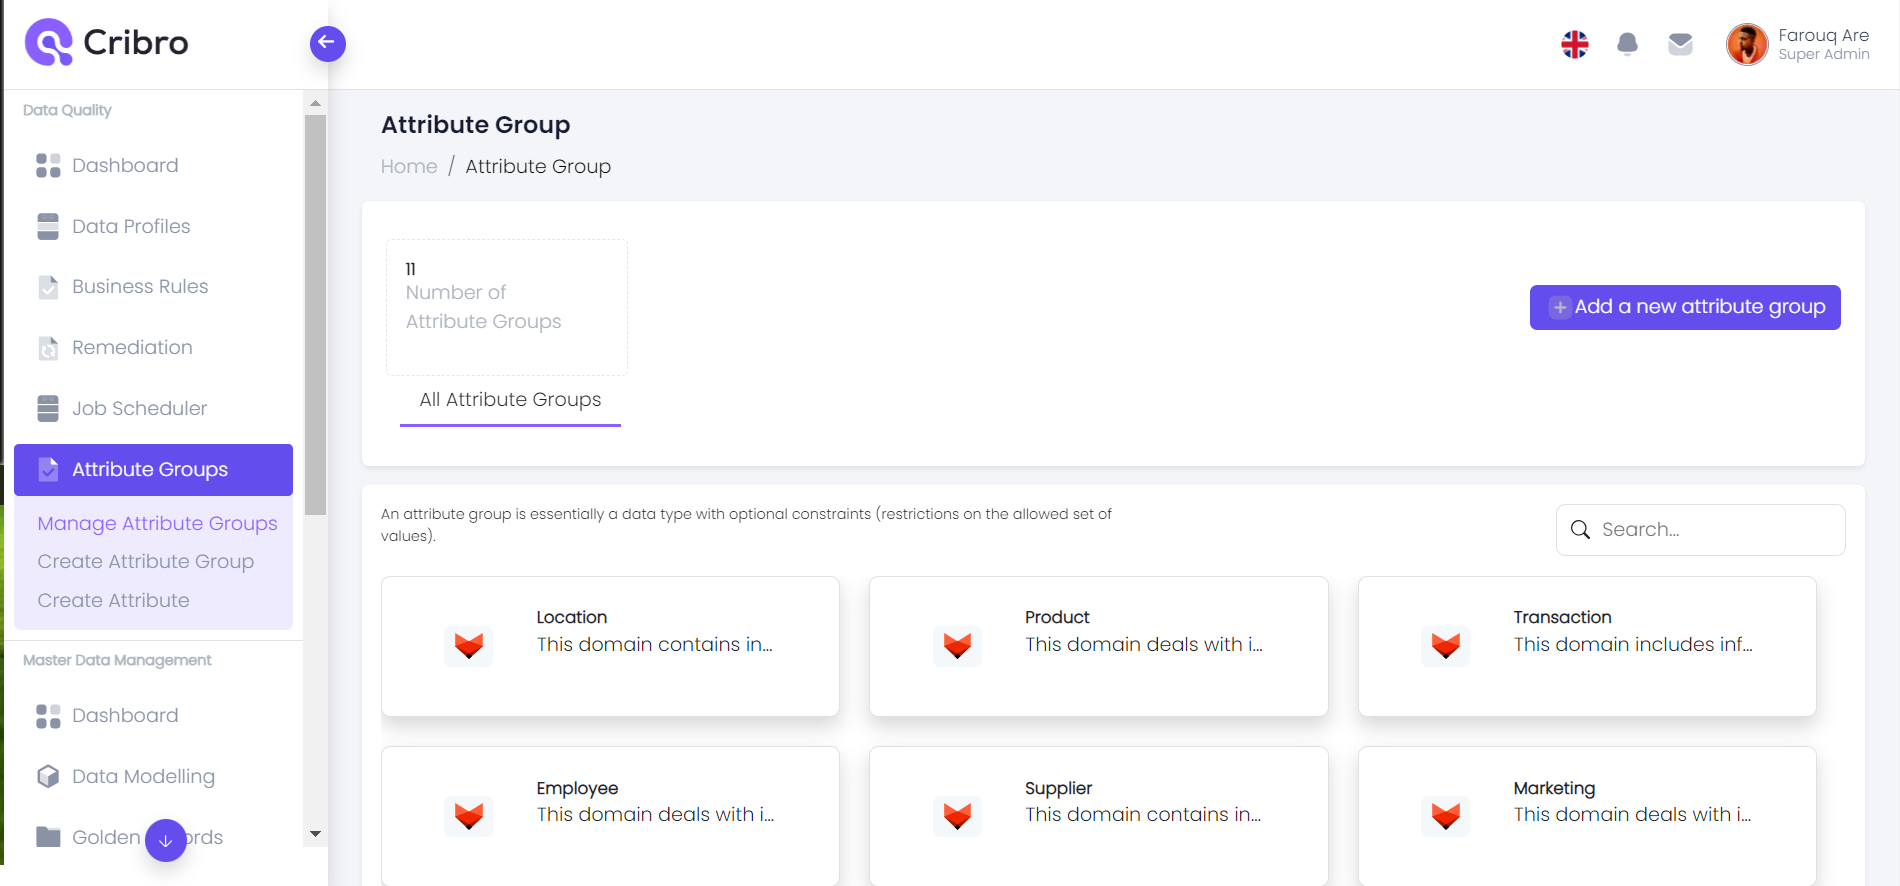 Cribro
Farouq Are
Super Admin
Data Quality
Dashboard
Data Profiles
Business Rules
Remediation
Job Scheduler
Attribute Groups
Manage Attribute Groups
Create Attribute Group
Create Attribute
Master Data Management
Dashboard
Data Modelling
Golden ords
Attribute Group
Home / Attribute Group
11
Number of
Attribute Groups
Add a new attribute group
All Attribute Groups
An attribute group is essentially a data type with optional constraints (restrictions on the allowed set of
values).
Search...
Location
This domain contains in...
Product
This domain deals with i...
Transaction
This domain includes inf...
Employee
This domain deals with i...
Supplier
This domain contains in...
Marketing
This domain deals with i...